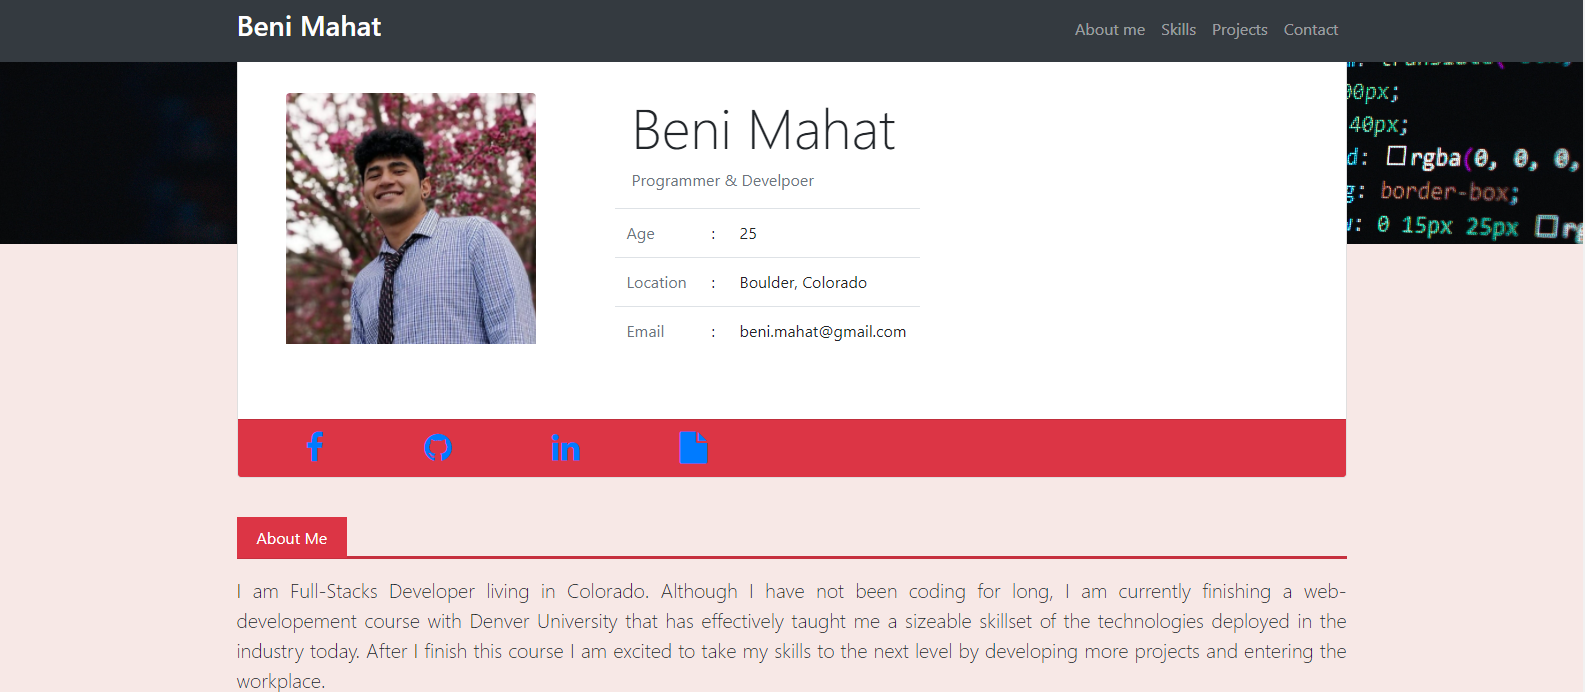 Beni Mahat
About me Skills Projects Contact
00px;
40px;
d: rgba(0, 0, 0,
g: border-box;
w: 0 15px 25px rg
Beni Mahat
Programmer & Develpoer
Age : 25
Location : Boulder, Colorado
Email : beni.mahat@gmail.com
About Me
I am Full-Stacks Developer living in Colorado. Although I have not been coding for long, I am currently finishing a web-
developement course with Denver University that has effectively taught me a sizeable skillset of the technologies deployed in the
industry today. After I finish this course I am excited to take my skills to the next level by developing more projects and entering the
workplace.